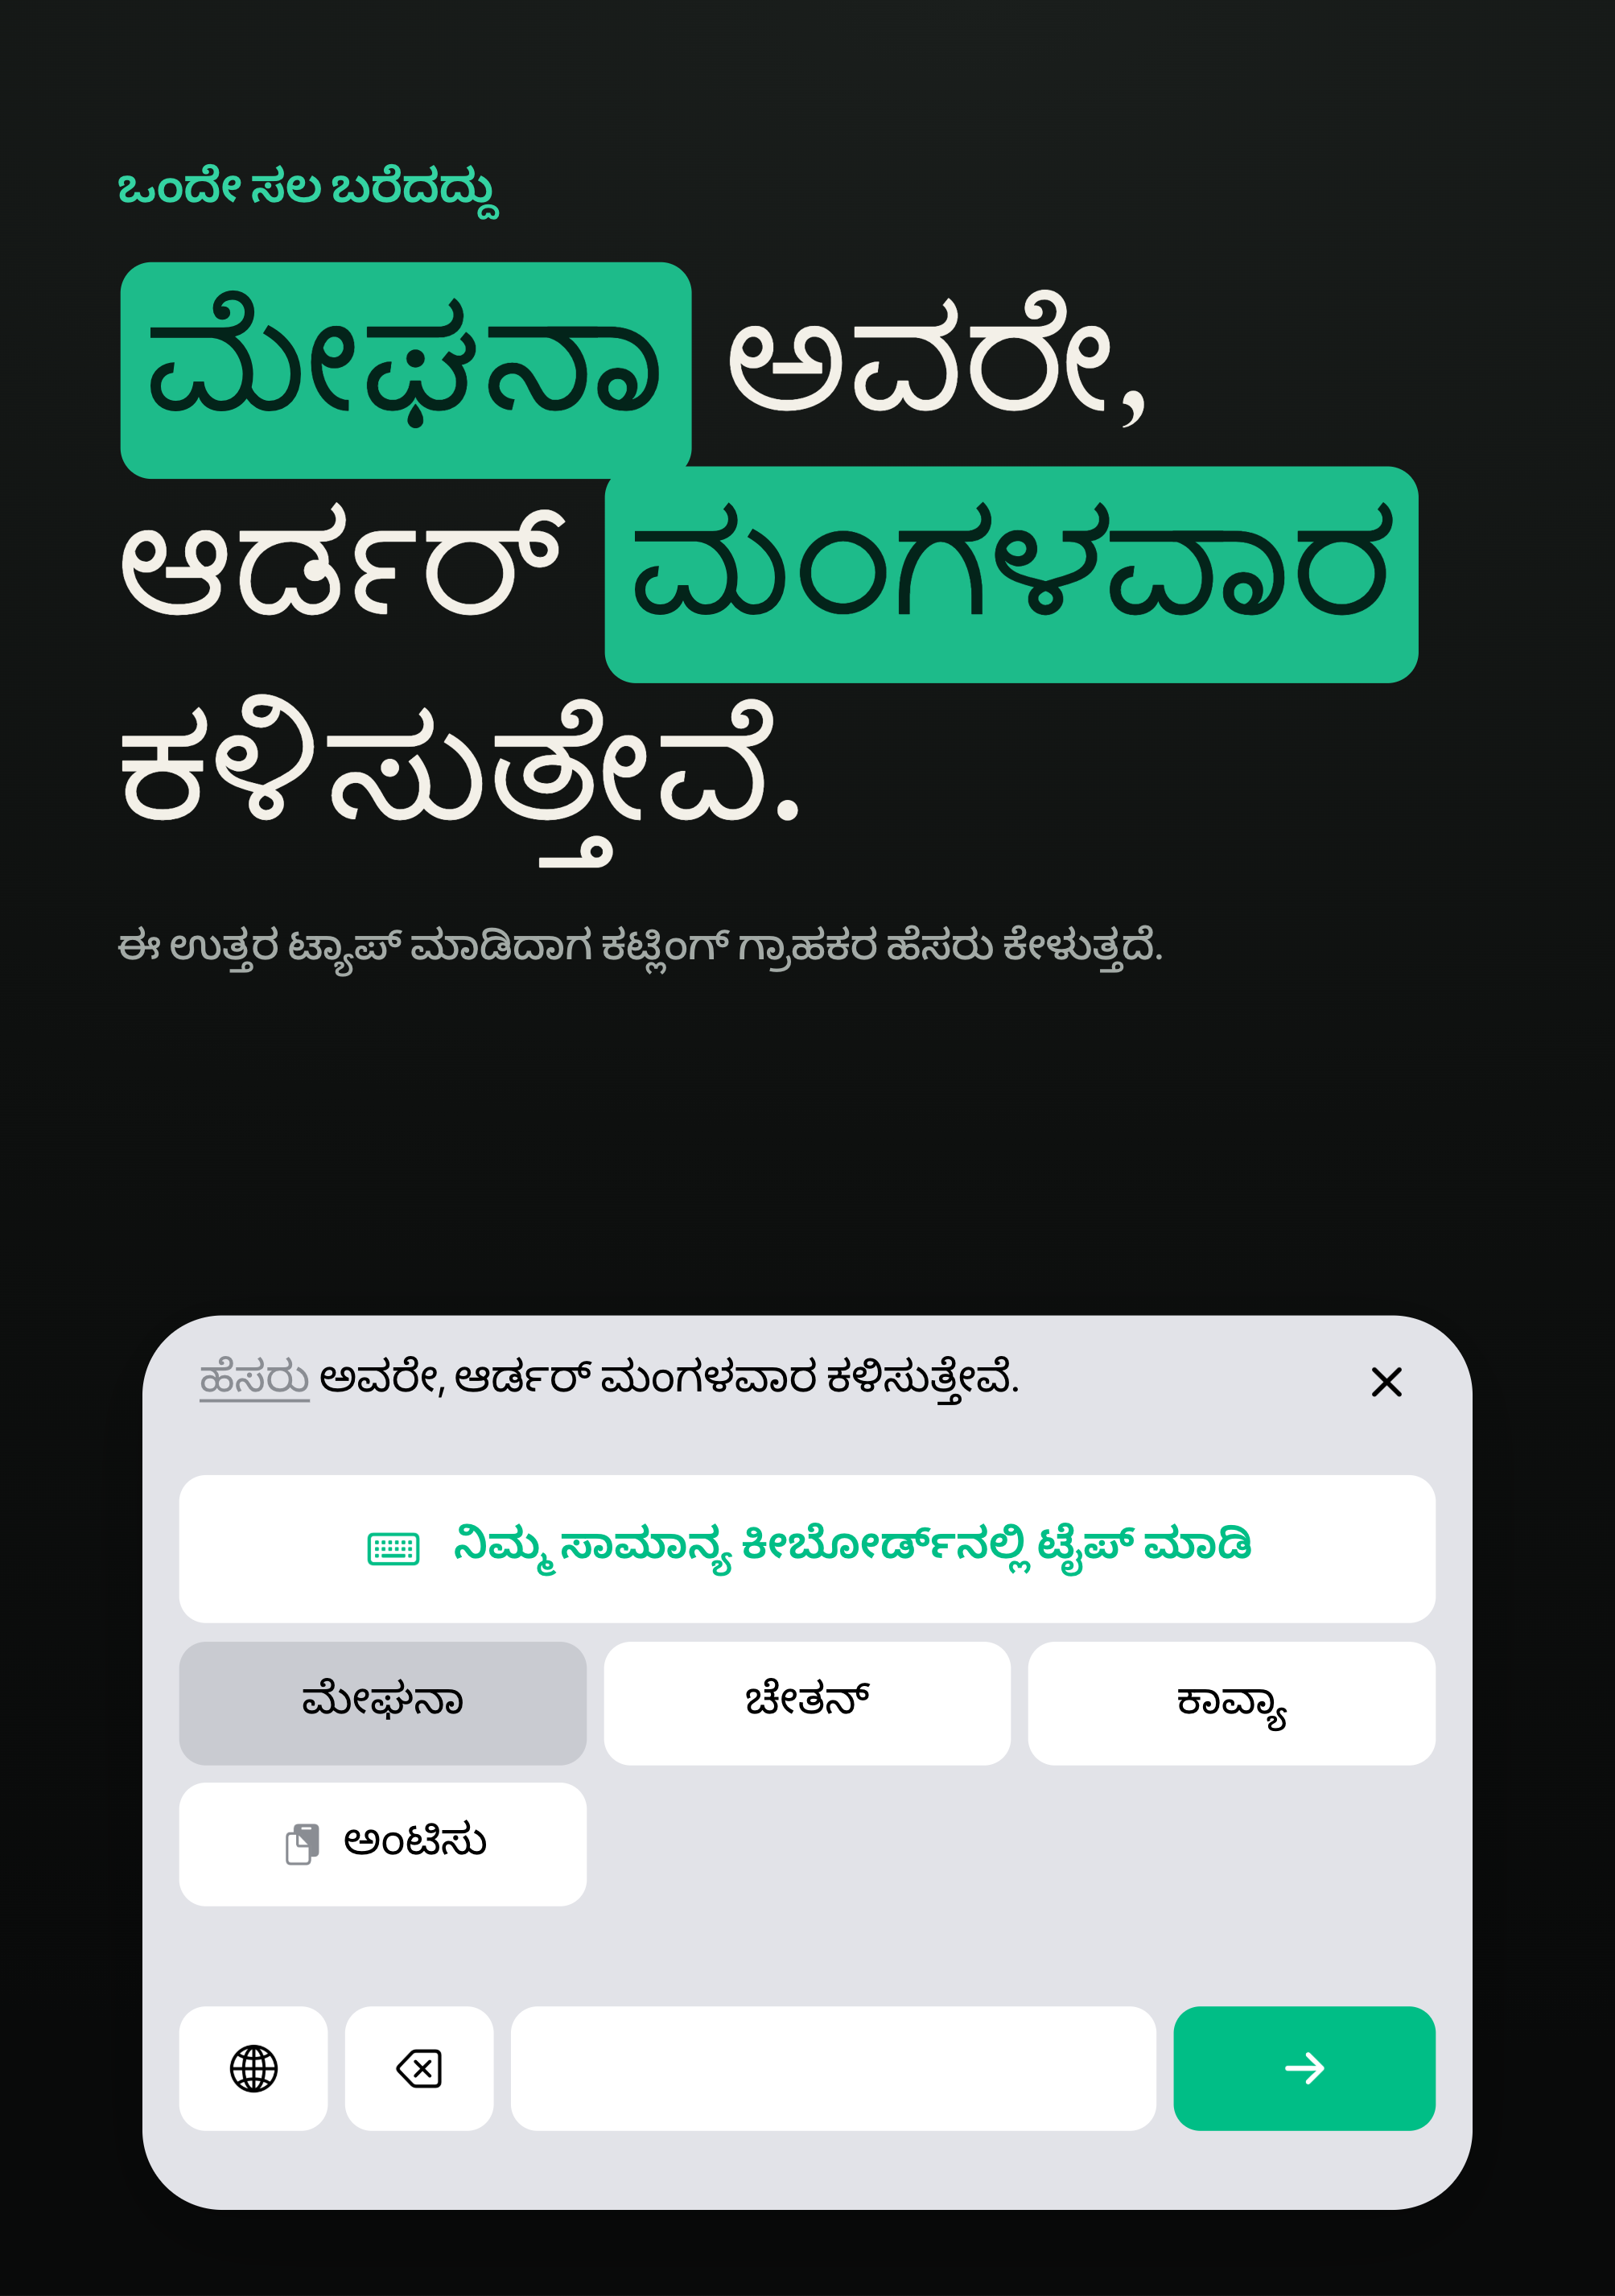 ಒಂದೇ ಸಲ ಬರೆದದ್ದು
ಮೇಘನಾ ಅವರೇ,
ಆರ್ಡರ್ ಮಂಗಳವಾರ
ಕಳಿಸುತ್ತೇವೆ.
ಈ ಉತ್ತರ ಟ್ಯಾಪ್ ಮಾಡಿದಾಗ ಕಟ್ಲಿಂಗ್ ಗ್ರಾಹಕರ ಹೆಸರು ಕೇಳುತ್ತದೆ.
ಹೆಸರು ಅವರೇ, ಆರ್ಡರ್ ಮಂಗಳವಾರ ಕಳಿಸುತ್ತೇವೆ.
ನಿಮ್ಮ ಸಾಮಾನ್ಯ ಕೀಬೋರ್ಡ್‌ನಲ್ಲಿ ಟೈಪ್ ಮಾಡಿ
ಮೇಘನಾ ಚೇತನ್ ಕಾವ್ಯಾ
ಅಂಟಿಸು